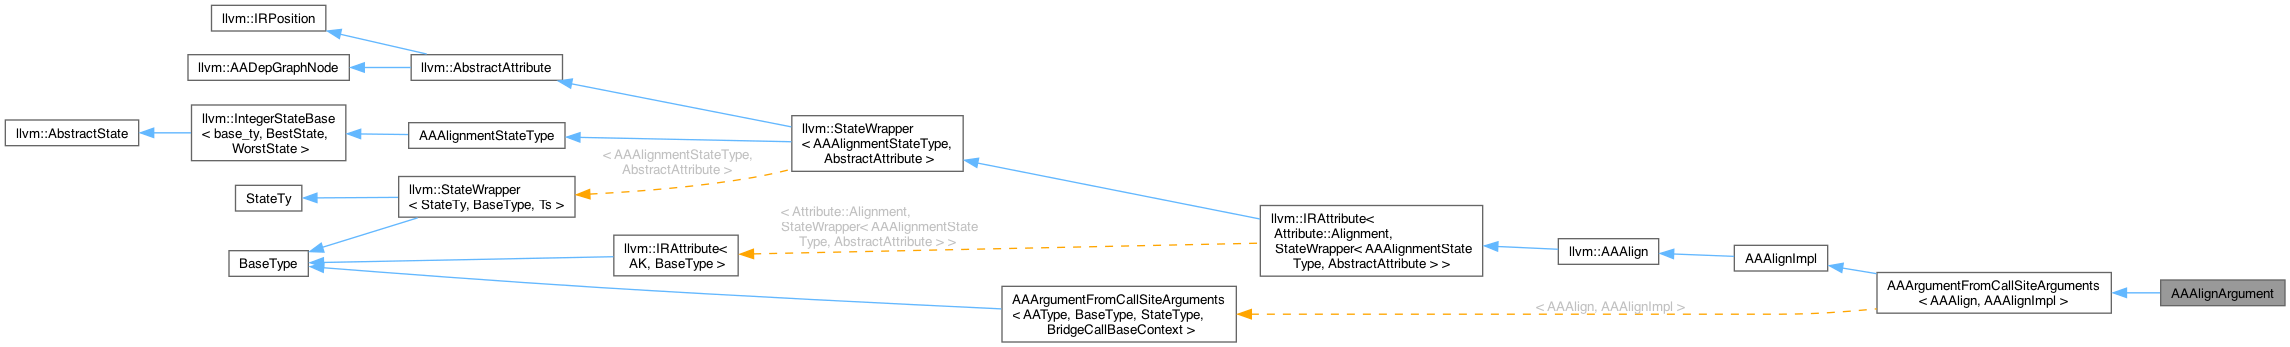 llvm::IRPosition
llvm::AADepGraphNode
llvm::AbstractAttribute
llvm::AbstractState
llvm::IntegerStateBase
< base_ty, BestState,
WorstState >
AAAlignmentStateType
llvm::StateWrapper
< AAAlignmentStateType,
AbstractAttribute >
< AAAlignmentStateType,
AbstractAttribute >
StateTy
llvm::StateWrapper
< StateTy, BaseType, Ts >
BaseType
llvm::IRAttribute<
AK, BaseType >
< Attribute::Alignment,
StateWrapper< AAAlignmentState
Type, AbstractAttribute > >
llvm::IRAttribute<
Attribute::Alignment,
StateWrapper< AAAlignmentState
Type, AbstractAttribute > >
llvm::AAAlign
AAAlignImpl
AAArgumentFromCallSiteArguments
< AAType, BaseType, StateType,
BridgeCallBaseContext >
< AAAlign, AAAlignImpl >
AAArgumentFromCallSiteArguments
< AAAlign, AAAlignImpl >
AAAlignArgument